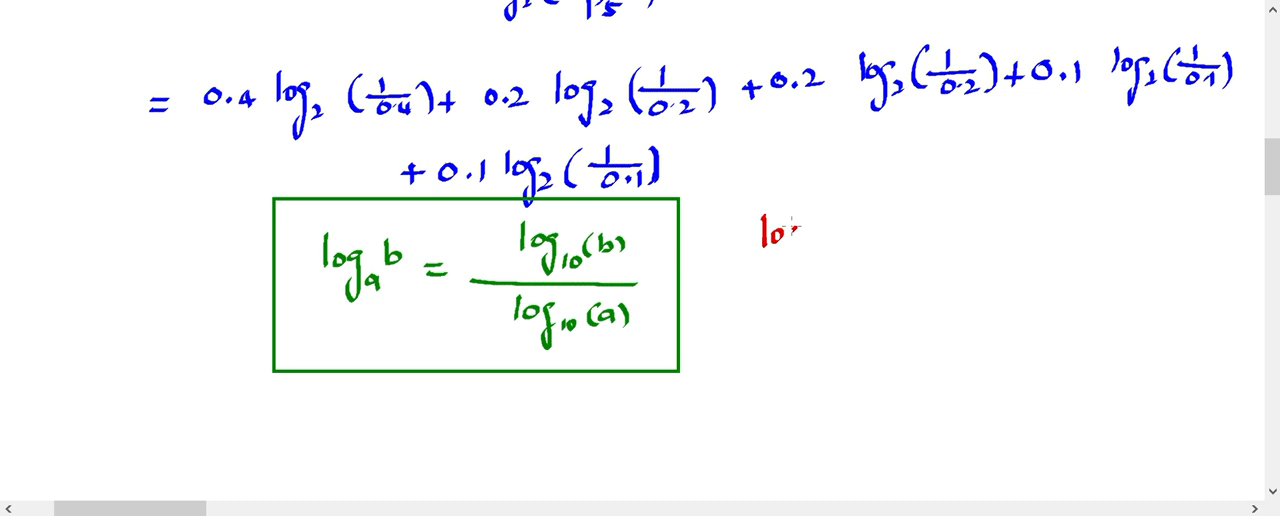 = 0.4 log₂ (1/0.4) + 0.2 log₂ (1/0.2) + 0.2 log₂ (1/0.2) + 0.1 log₂ (1/0.1)
+ 0.1 log₂ (1/0.1)
logₐ b = log₁₀(b) / log₁₀(a)
lo